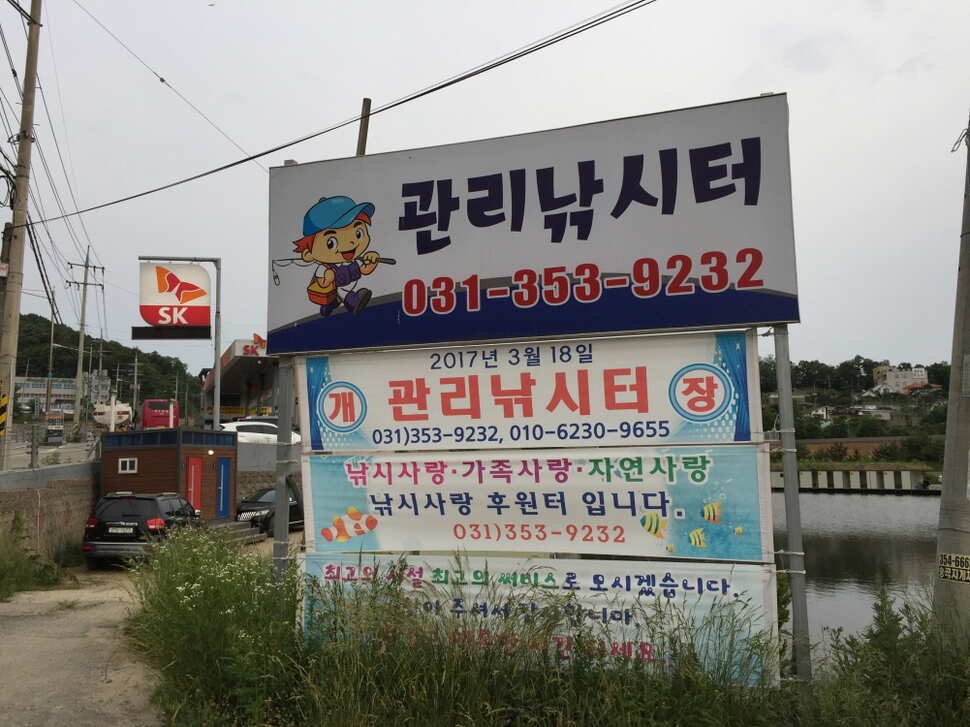 관리낚시터
031-353-9232
SK
SK
2017년 3월 18일
개 관리낚시터 장
031)353-9232, 010-6230-9655
낚시사랑·가족사랑·자연사랑
낚시사랑 후원터 입니다.
031)353-9232
최고의 시설 최고의 써비스로 모시겠습니다.